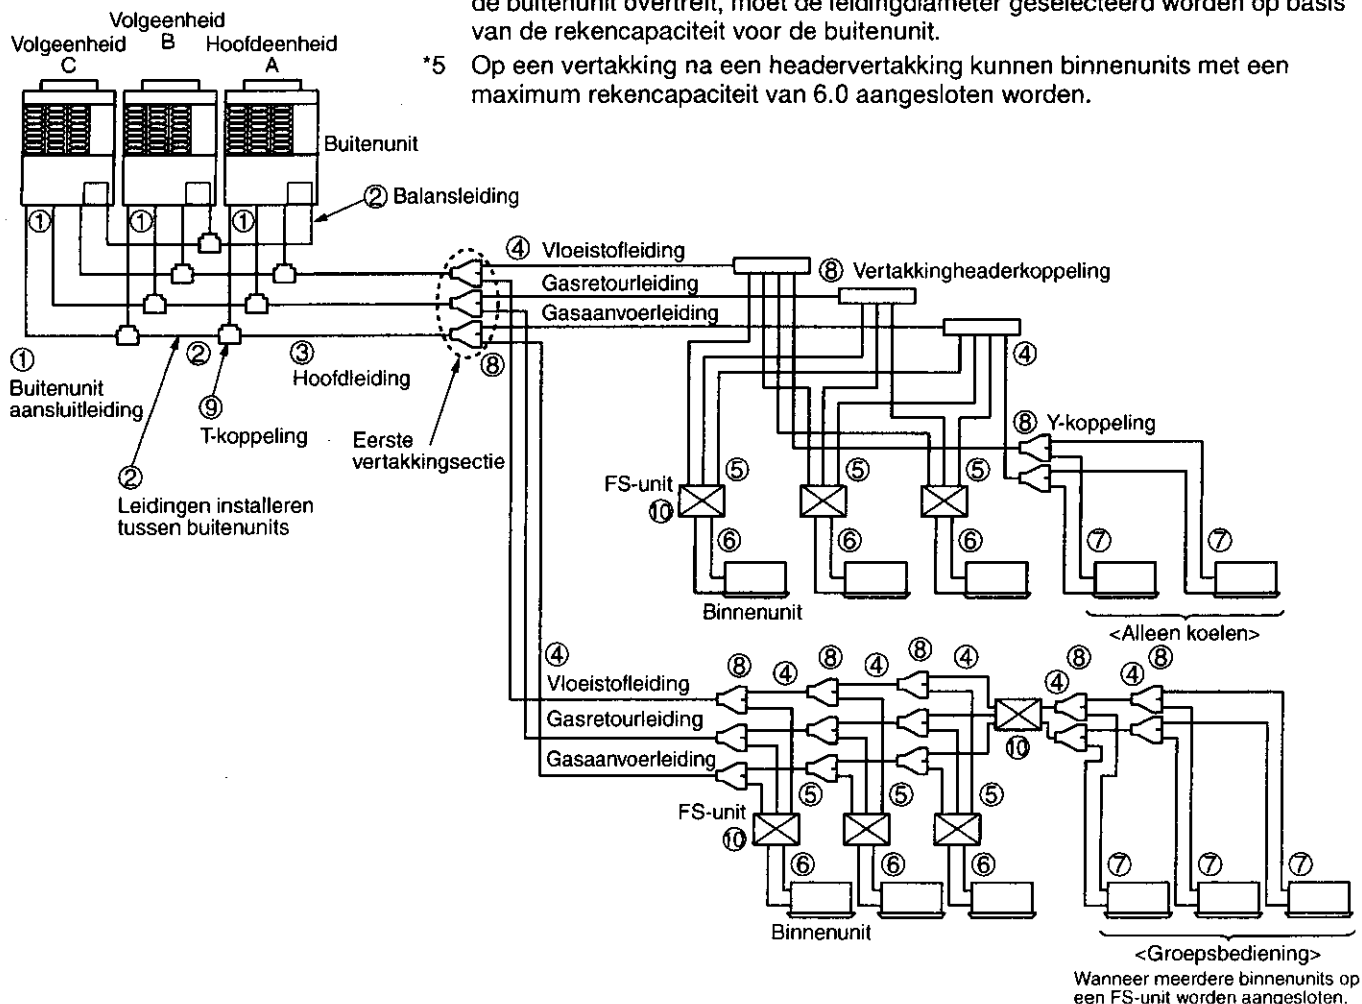 de buitenunit overtreft, moet de leidingdiameter geselecteerd worden op basis
van de rekencapaciteit voor de buitenunit.
*5 Op een vertakking na een headervertakking kunnen binnenunits met een
maximum rekencapaciteit van 6.0 aangesloten worden.
Volgeenheid
C
Volgeenheid
B
Hoofdeenheid
A
Buitenunit
① ① ①
② Balansleiding
④ Vloeistofleiding
⑧ Vertakkingheaderkoppeling
Gasretourleiding
Gasaanvoerleiding
①
Buitenunit
aansluitleiding
②
⑨
T-koppeling
③
Hoofdleiding
⑧
④
②
Leidingen installeren
tussen buitenunits
Eerste
vertakkingsectie
⑧ Y-koppeling
FS-unit
⑩
⑤ ⑤ ⑤
⑥ ⑥ ⑥ ⑦ ⑦
Binnenunit
<Alleen koelen>
④
Vloeistofleiding
Gasretourleiding
Gasaanvoerleiding
⑧ ④ ⑧ ④ ⑧ ④ ④ ⑧ ④ ⑧
⑩
FS-unit
⑩
⑤ ⑤ ⑤
⑥ ⑥ ⑥ ⑦ ⑦ ⑦
Binnenunit
<Groepsbediening>
Wanneer meerdere binnenunits op
een FS-unit worden aangesloten.